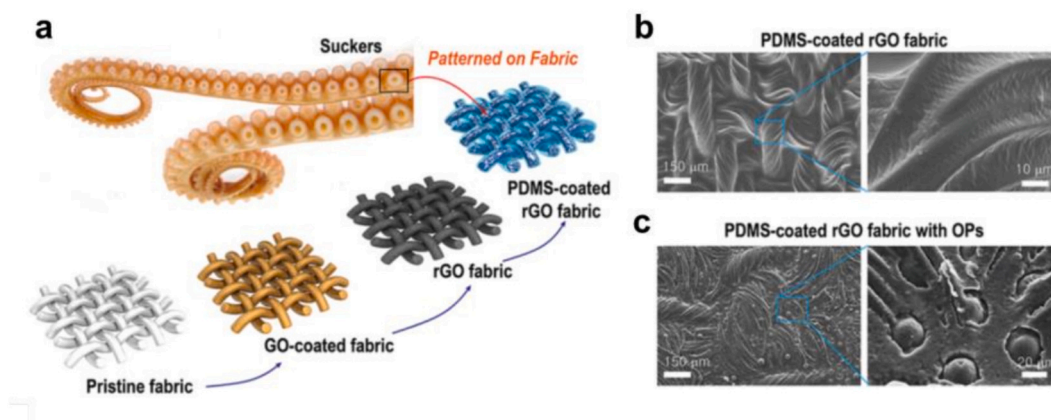 a
Suckers
Patterned on Fabric
PDMS-coated
rGO fabric
rGO fabric
GO-coated fabric
Pristine fabric
b
PDMS-coated rGO fabric
150 µm
10 µm
c
PDMS-coated rGO fabric with OPs
150 µm
20 µm